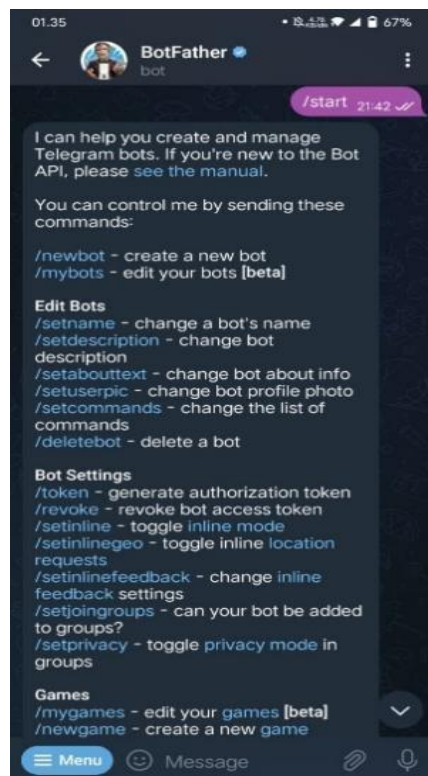 01.35
67%
BotFather
bot
/start 21:42
I can help you create and manage
Telegram bots. If you're new to the Bot
API, please see the manual.
You can control me by sending these
commands:
/newbot - create a new bot
/mybots - edit your bots [beta]
Edit Bots
/setname - change a bot's name
/setdescription - change bot
description
/setabouttext - change bot about info
/setuserpic - change bot profile photo
/setcommands - change the list of
commands
/deletebot - delete a bot
Bot Settings
/token - generate authorization token
/revoke - revoke bot access token
/setinline - toggle inline mode
/setinlinegeo - toggle inline location
requests
/setinlinefeedback - change inline
feedback settings
/setjoingroups - can your bot be added
to groups?
/setprivacy - toggle privacy mode in
groups
Games
/mygames - edit your games [beta]
/newgame - create a new game
Menu
Message